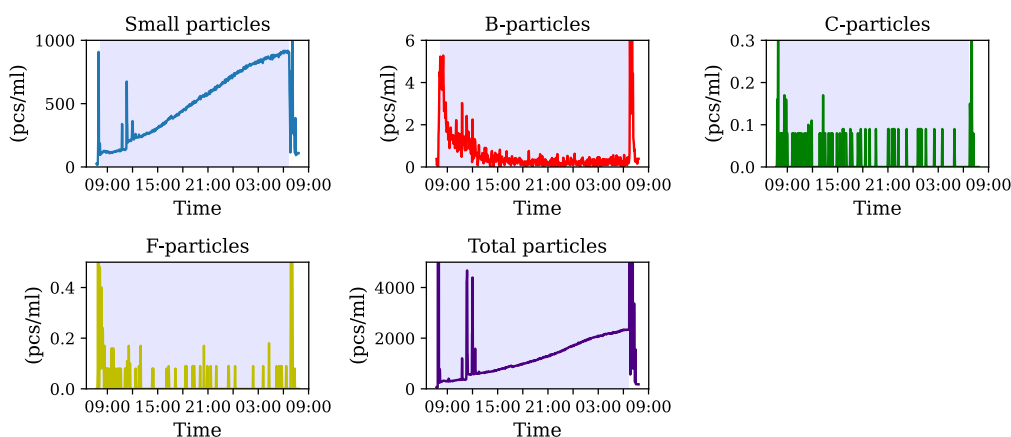 Small particles
(pcs/ml)
1000
500
0
09:00 15:00 21:00 03:00 09:00
Time
B-particles
(pcs/ml)
6
4
2
0
09:00 15:00 21:00 03:00 09:00
Time
C-particles
(pcs/ml)
0.3
0.2
0.1
0.0
09:00 15:00 21:00 03:00 09:00
Time
F-particles
(pcs/ml)
0.4
0.2
0.0
09:00 15:00 21:00 03:00 09:00
Time
Total particles
(pcs/ml)
4000
2000
0
09:00 15:00 21:00 03:00 09:00
Time